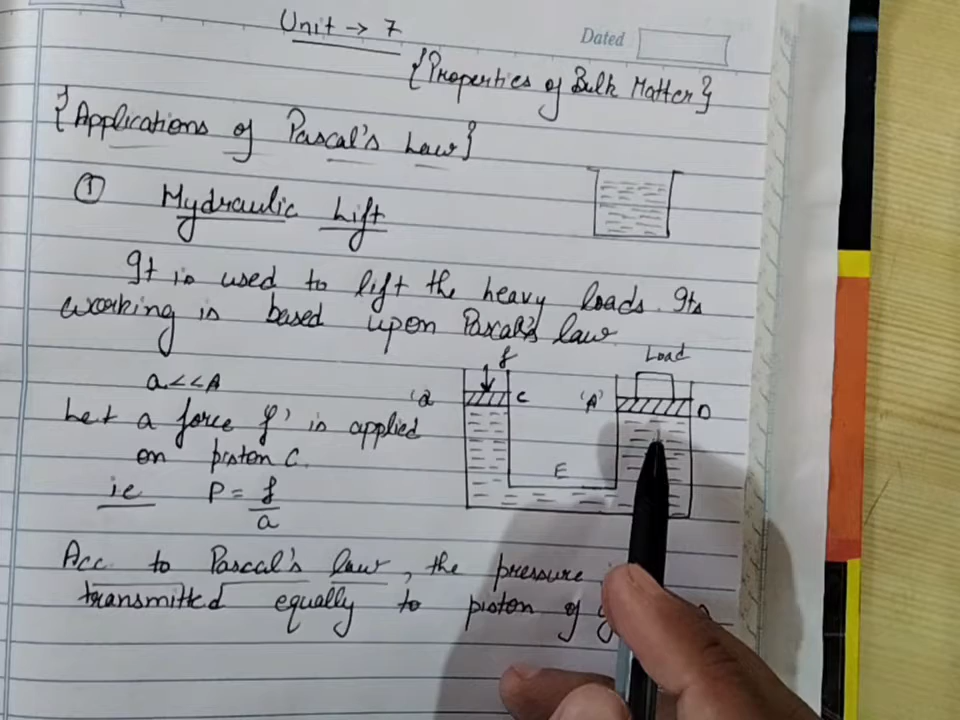 Unit → 7
Dated
{Properties of Bulk Matter}
{Applications of Pascal's Law}
① Hydraulic Lift
It is used to lift the heavy loads. Its
working is based upon Pascal's law
a<<A
Let a force 'f' is applied
on piston C.
ie P = f/a
f
Load
'a
C
'A'
D
E
Acc. to Pascal's law, the pressure
transmitted equally to piston of